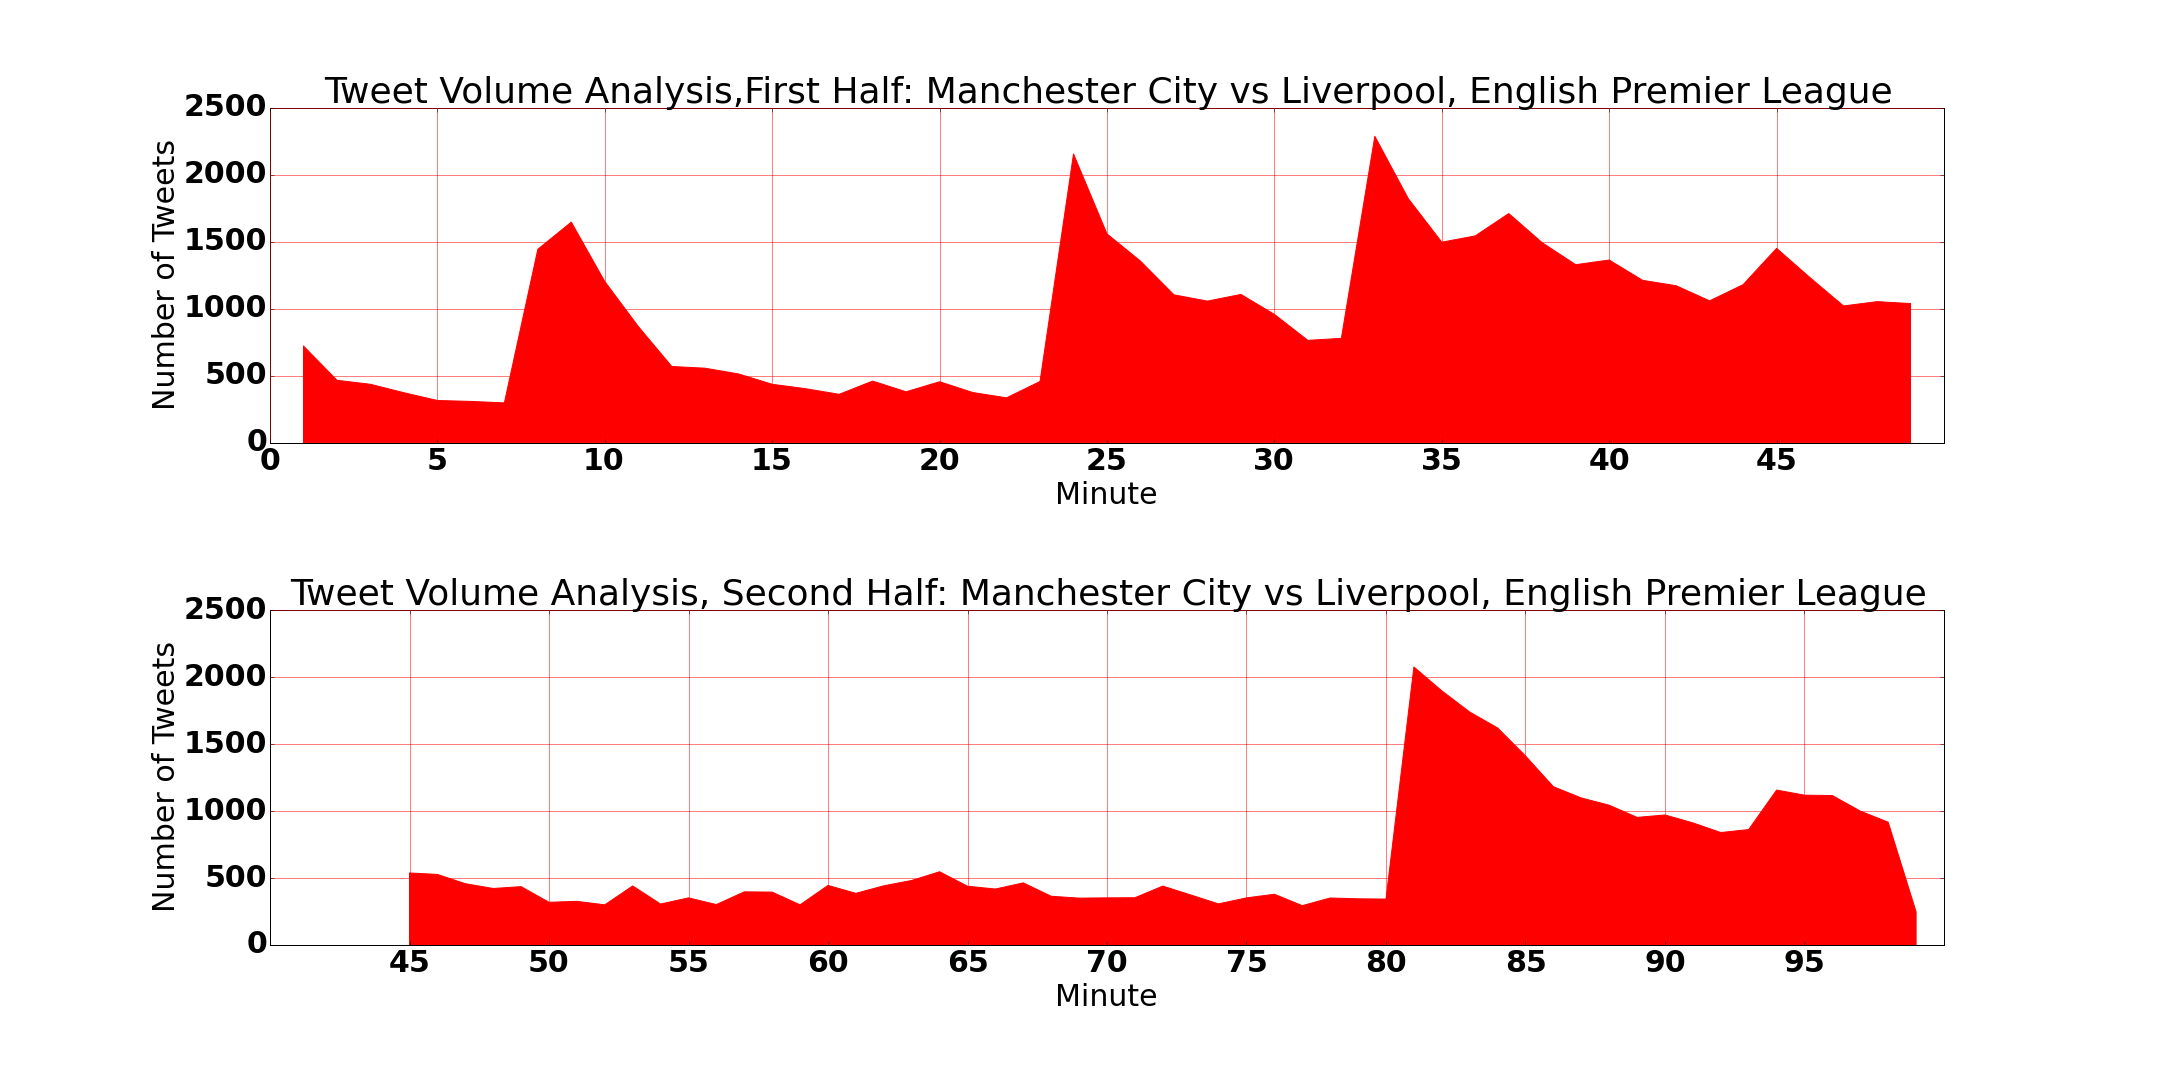 Tweet Volume Analysis,First Half: Manchester City vs Liverpool, English Premier League
Number of Tweets
2500
2000
1500
1000
500
0
0 5 10 15 20 25 30 35 40 45
Minute
Tweet Volume Analysis, Second Half: Manchester City vs Liverpool, English Premier League
Number of Tweets
2500
2000
1500
1000
500
0
45 50 55 60 65 70 75 80 85 90 95
Minute